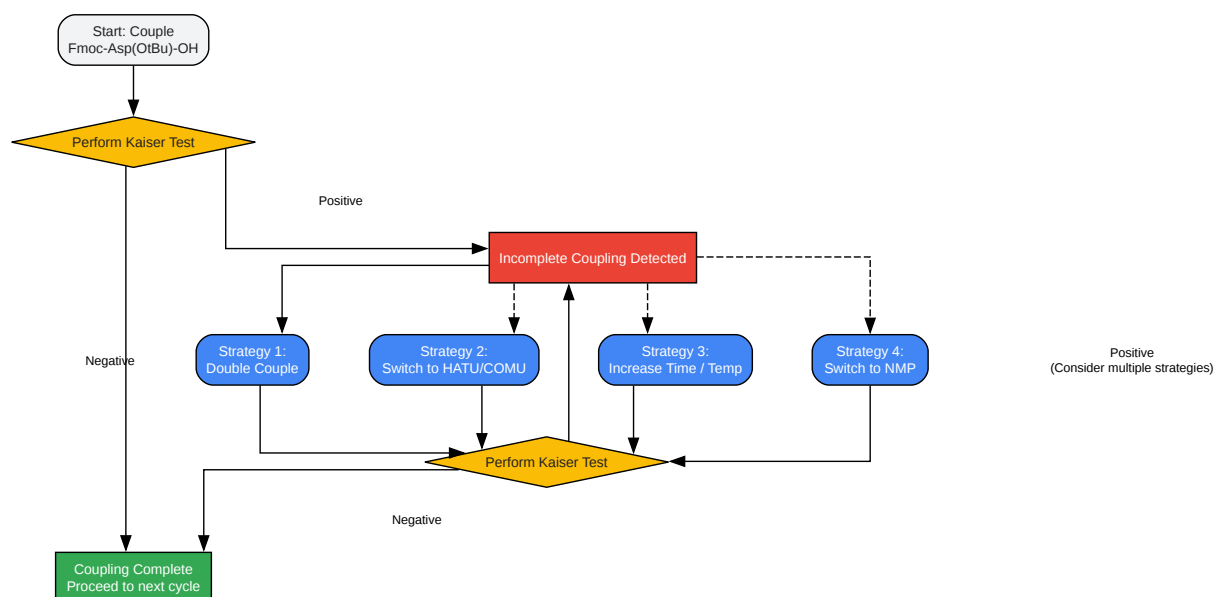 Start: Couple
Fmoc-Asp(OtBu)-OH
Perform Kaiser Test
Positive
Incomplete Coupling Detected
Strategy 1:
Double Couple
Strategy 2:
Switch to HATU/COMU
Strategy 3:
Increase Time / Temp
Strategy 4:
Switch to NMP
Negative
Positive
(Consider multiple strategies)
Perform Kaiser Test
Negative
Coupling Complete
Proceed to next cycle